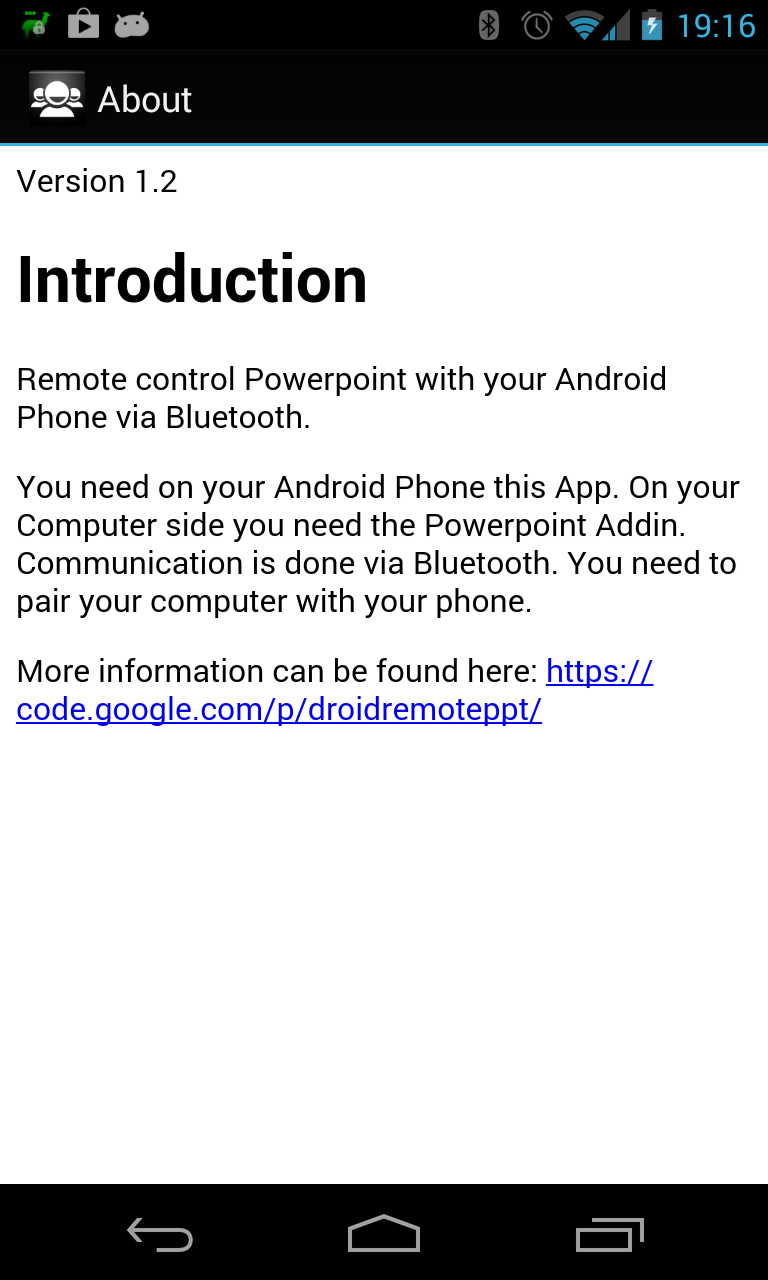 19:16
About
Version 1.2
Introduction
Remote control Powerpoint with your Android
Phone via Bluetooth.
You need on your Android Phone this App. On your
Computer side you need the Powerpoint Addin.
Communication is done via Bluetooth. You need to
pair your computer with your phone.
More information can be found here: https://
code.google.com/p/droidremoteppt/